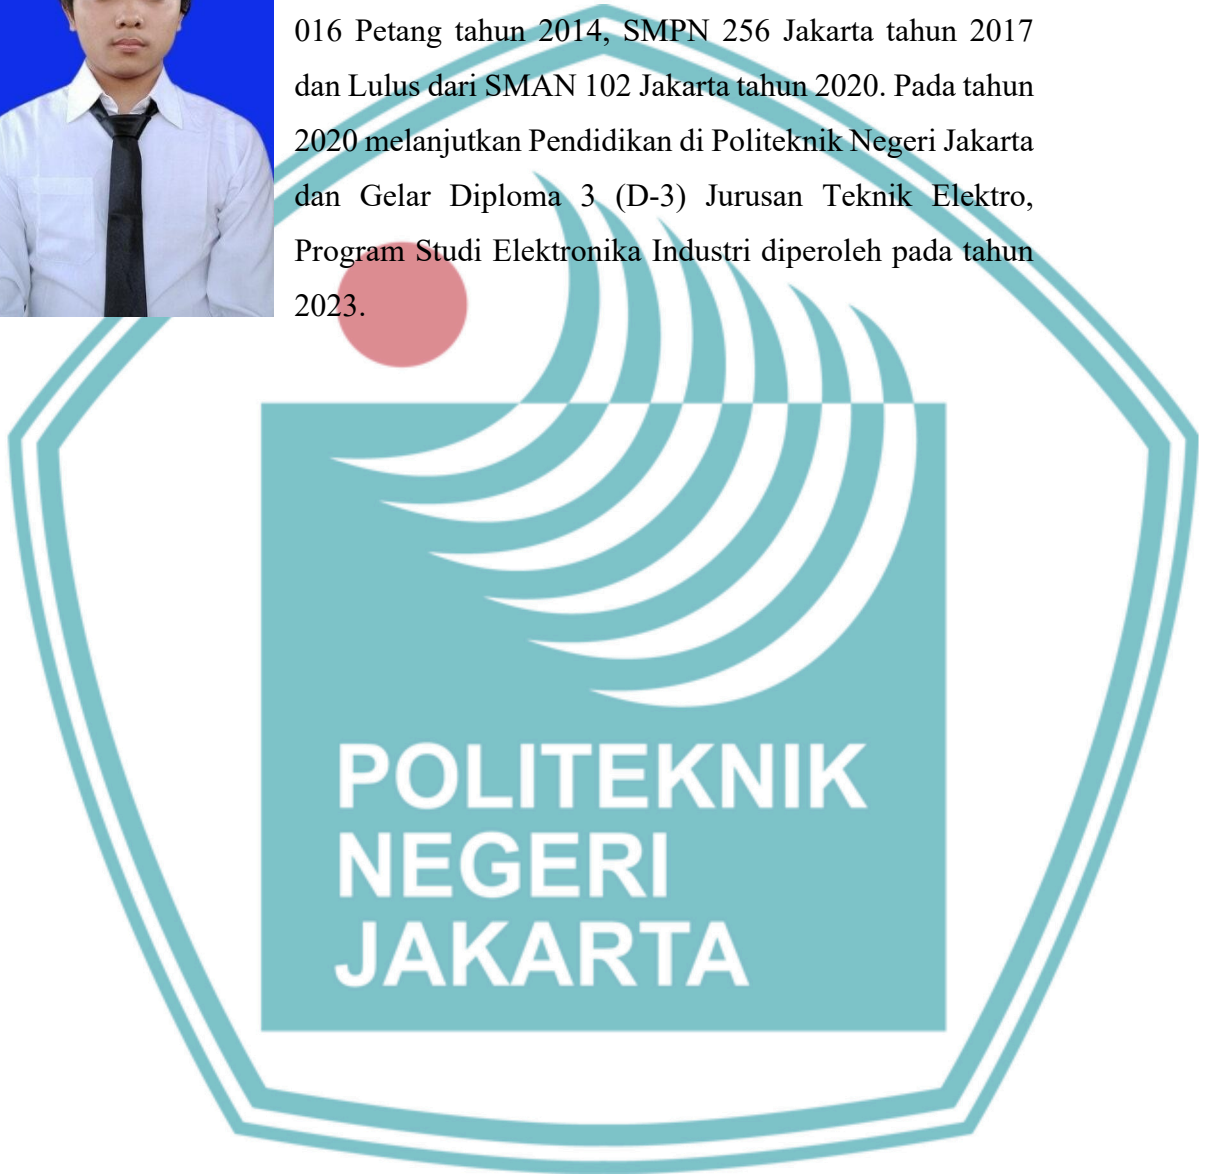 016 Petang tahun 2014, SMPN 256 Jakarta tahun 2017
dan Lulus dari SMAN 102 Jakarta tahun 2020. Pada tahun
2020 melanjutkan Pendidikan di Politeknik Negeri Jakarta
dan Gelar Diploma 3 (D-3) Jurusan Teknik Elektro,
Program Studi Elektronika Industri diperoleh pada tahun
2023.
POLITEKNIK
NEGERI
JAKARTA